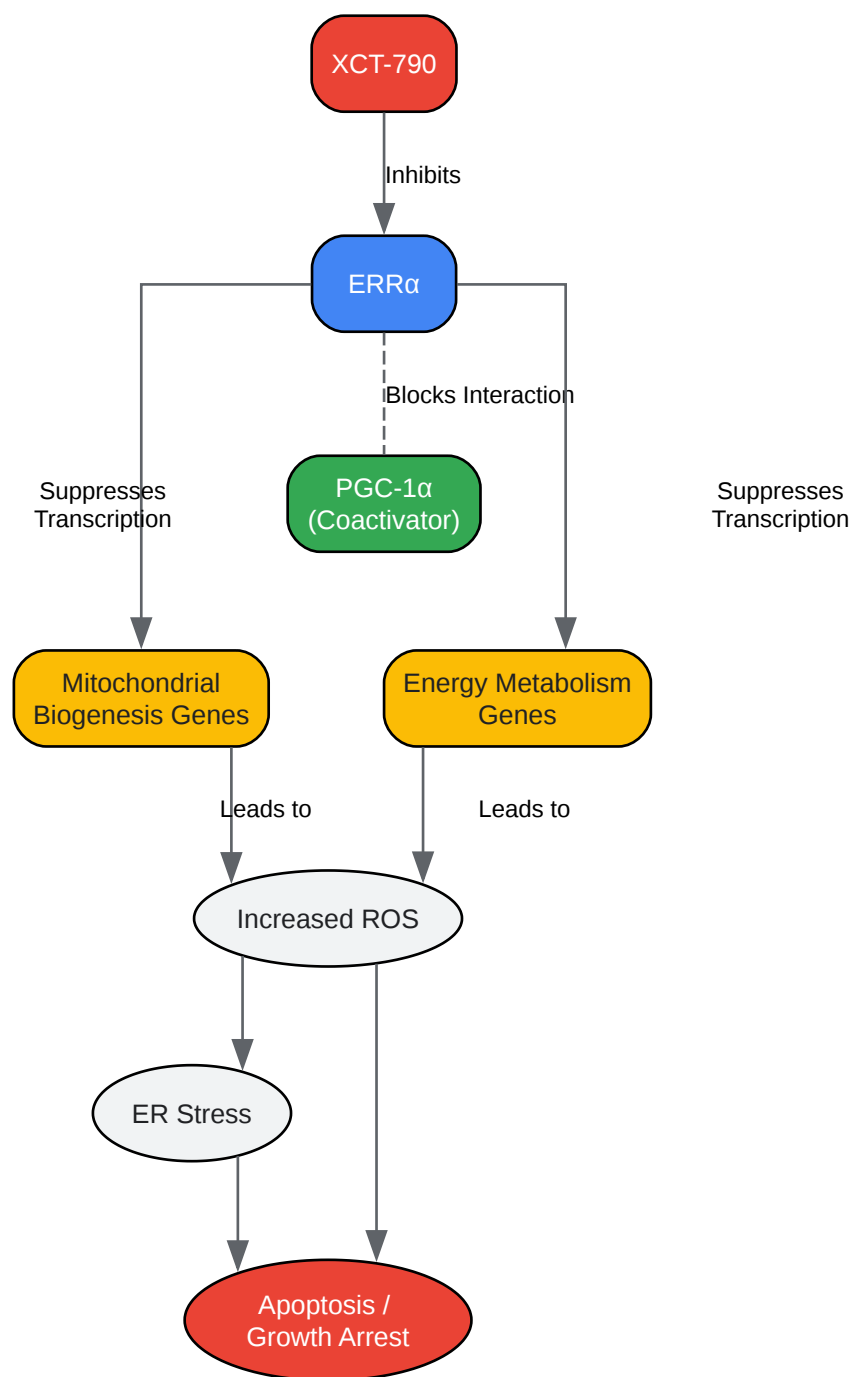 XCT-790
Inhibits
ERRα
Blocks Interaction
PGC-1α
(Coactivator)
Suppresses
Transcription
Suppresses
Transcription
Mitochondrial
Biogenesis Genes
Energy Metabolism
Genes
Leads to
Leads to
Increased ROS
ER Stress
Apoptosis /
Growth Arrest